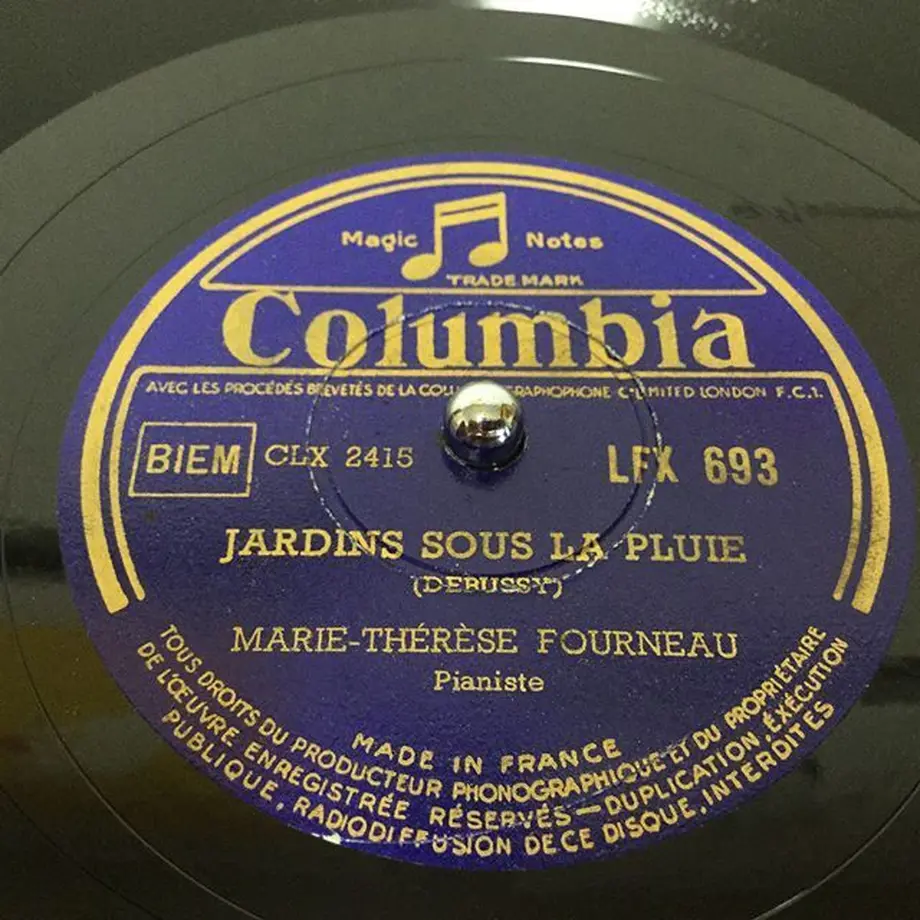 Magic Notes
TRADE MARK
Columbia
AVEC LES PROCÉDÉS BREVETÉS DE LA GRAPHOPHONE LIMITED LONDON F.C.1.
BIEM CLX 2415 LFX 693
JARDINS SOUS LA PLUIE
(DEBUSSY)
MARIE-THÉRÈSE FOURNEAU
Pianiste
MADE IN FRANCE
TOUS DROITS DU PRODUCTEUR PHONOGRAPHIQUE ET DU PROPRIÉTAIRE
DE L'ŒUVRE ENREGISTRÉE RÉSERVÉS—DUPLICATION, EXÉCUTION
PUBLIQUE, RADIODIFFUSION DE CE DISQUE, INTERDITES